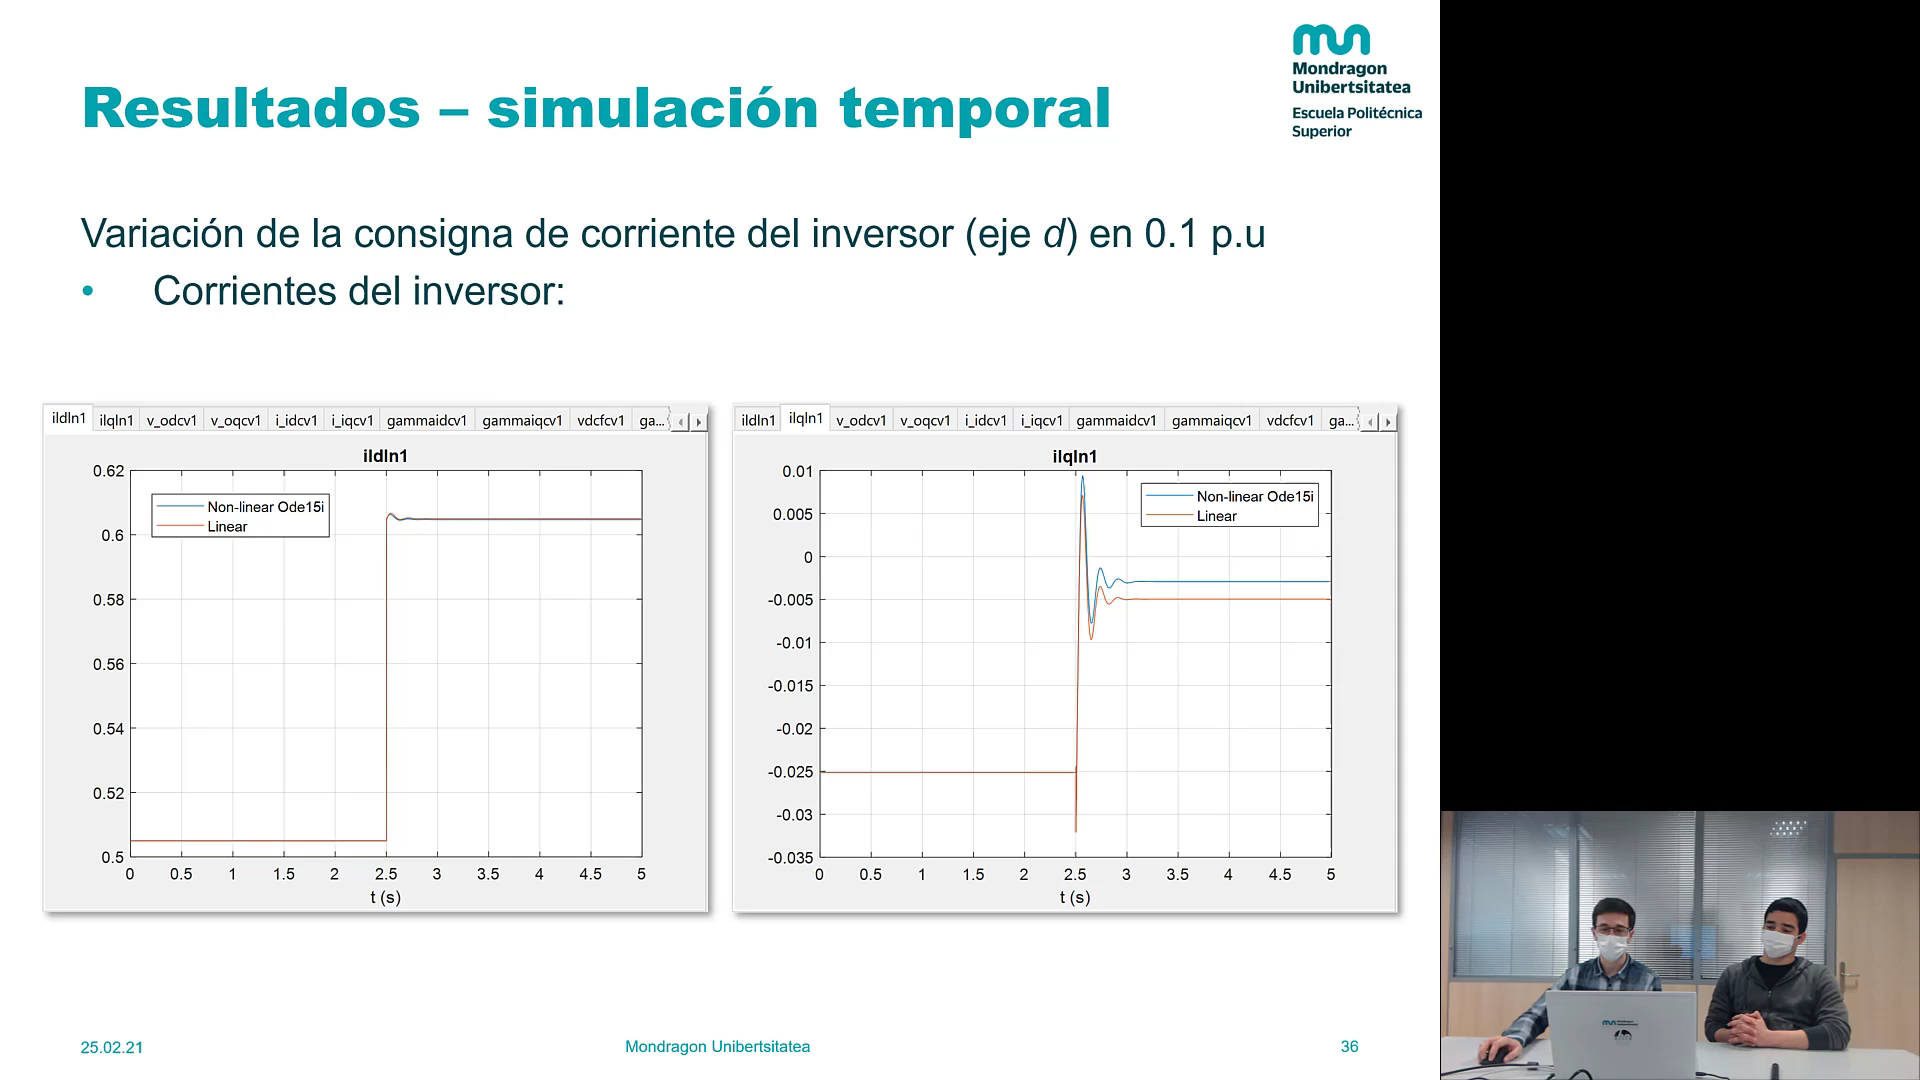 Mondragon
Unibertsitatea
Escuela Politécnica
Superior
Resultados – simulación temporal
Variación de la consigna de corriente del inversor (eje d) en 0.1 p.u
• Corrientes del inversor:
ildln1 ilqln1 v_odcv1 v_oqcv1 i_idcv1 i_iqcv1 gammaidcv1 gammaiqcv1 vdcfcv1 ga...
ildln1
0.62
0.6
0.58
0.56
0.54
0.52
0.5
Non-linear Ode15i
Linear
0 0.5 1 1.5 2 2.5 3 3.5 4 4.5 5
t (s)
ildln1 ilqln1 v_odcv1 v_oqcv1 i_idcv1 i_iqcv1 gammaidcv1 gammaiqcv1 vdcfcv1 ga...
ilqln1
0.01
0.005
0
-0.005
-0.01
-0.015
-0.02
-0.025
-0.03
-0.035
Non-linear Ode15i
Linear
0 0.5 1 1.5 2 2.5 3 3.5 4 4.5 5
t (s)
25.02.21
Mondragon Unibertsitatea
36